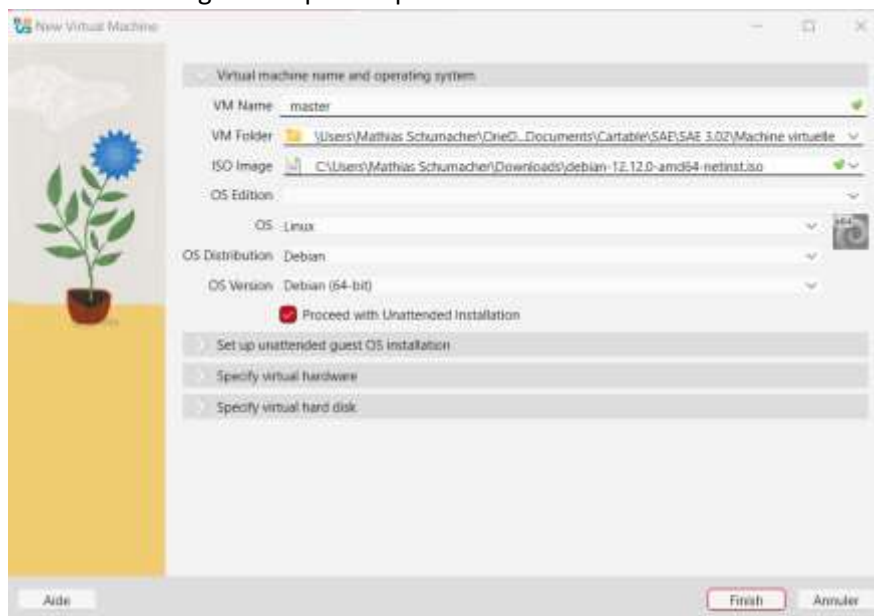 New Virtual Machine
Virtual machine name and operating system
VM Name master
VM Folder \Users\Mathias Schumacher\OneD...Documents\Cartable\SAE\SAE 3.02\Machine virtuelle
ISO Image C:\Users\Mathias Schumacher\Downloads\debian-12.12.0-amd64-netinst.iso
OS Edition
OS Linux
OS Distribution Debian
OS Version Debian (64-bit)
Proceed with Unattended Installation
Set up unattended guest OS installation
Specify virtual hardware
Specify virtual hard disk
Aide Finish Annuler